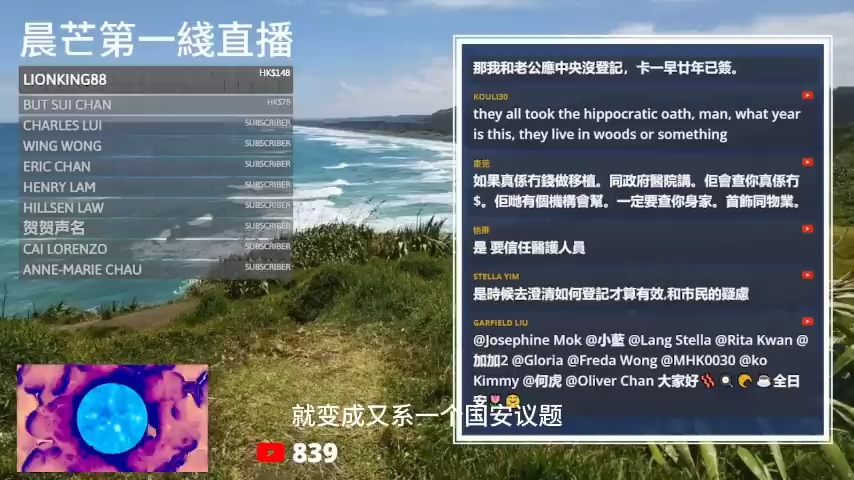 晨芒第一綫直播
LIONKING88 HK$148
BUT SUI CHAN HK$78
CHARLES LUI SUBSCRIBER
WING WONG SUBSCRIBER
ERIC CHAN SUBSCRIBER
HENRY LAM SUBSCRIBER
HILLSEN LAW SUBSCRIBER
贺贺声名 SUBSCRIBER
CAI LORENZO SUBSCRIBER
ANNE-MARIE CHAU SUBSCRIBER
那我和老公應中央沒登記，卡一早廿年已簽。
KOULI30
they all took the hippocratic oath, man, what year
is this, they live in woods or something
如果真係冇錢做移植。同政府醫院講。佢會查你真係冇
$。佢哋有個機構會幫。一定要查你身家。首飾同物業。
是 要信任醫護人員
STELLA YIM
是時候去澄清如何登記才算有效,和市民的疑慮
GARFIELD LIU
@Josephine Mok @小藍 @Lang Stella @Rita Kwan @
加加2 @Gloria @Freda Wong @MHK0030 @ko
Kimmy @何虎 @Oliver Chan 大家好🥓🍳🥐☕全日
客🌷🤗
就变成又系一个国安议题
839